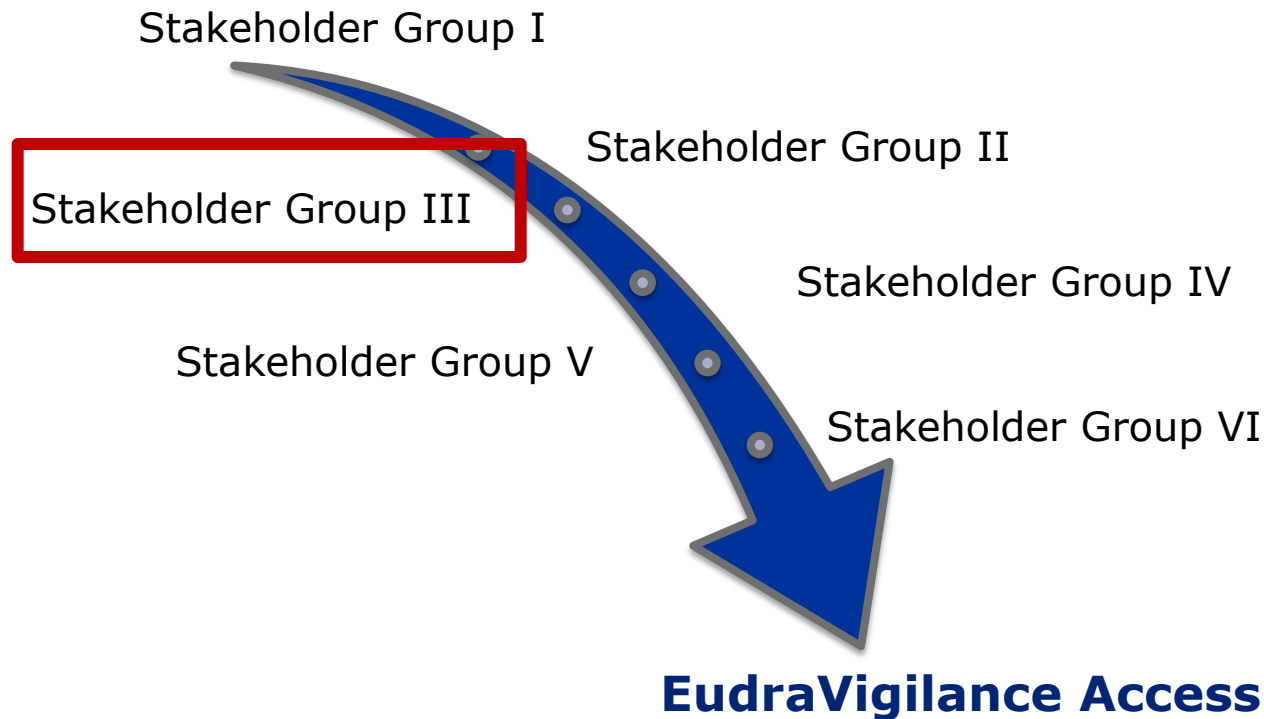 Stakeholder Group I
Stakeholder Group II
Stakeholder Group III
Stakeholder Group IV
Stakeholder Group V
Stakeholder Group VI
EudraVigilance Access